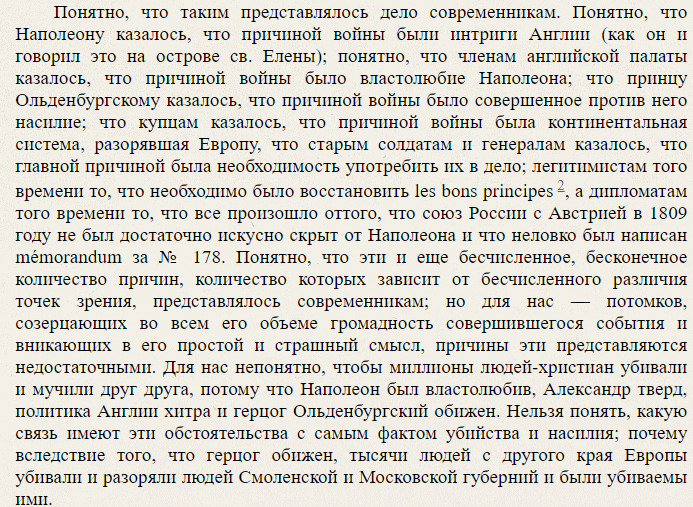 Понятно, что таким представлялось дело современникам. Понятно, что
Наполеону казалось, что причиной войны были интриги Англии (как он и
говорил это на острове св. Елены); понятно, что членам английской палаты
казалось, что причиной войны было властолюбие Наполеона; что принцу
Ольденбургскому казалось, что причиной войны было совершенное против него
насилие; что купцам казалось, что причиной войны была континентальная
система, разорявшая Европу, что старым солдатам и генералам казалось, что
главной причиной была необходимость употребить их в дело; легитимистам того
времени то, что необходимо было восстановить les bons principes 2, а дипломатам
того времени то, что все произошло оттого, что союз России с Австрией в 1809
году не был достаточно искусно скрыт от Наполеона и что неловко был написан
mémorandum за № 178. Понятно, что эти и еще бесчисленное, бесконечное
количество причин, количество которых зависит от бесчисленного различия
точек зрения, представлялось современникам; но для нас — потомков,
созерцающих во всем его объеме громадность совершившегося события и
вникающих в его простой и страшный смысл, причины эти представляются
недостаточными. Для нас непонятно, чтобы миллионы людей-христиан убивали
и мучили друг друга, потому что Наполеон был властолюбив, Александр тверд,
политика Англии хитра и герцог Ольденбургский обижен. Нельзя понять, какую
связь имеют эти обстоятельства с самым фактом убийства и насилия; почему
вследствие того, что герцог обижен, тысячи людей с другого края Европы
убивали и разоряли людей Смоленской и Московской губерний и были убиваемы
ими.